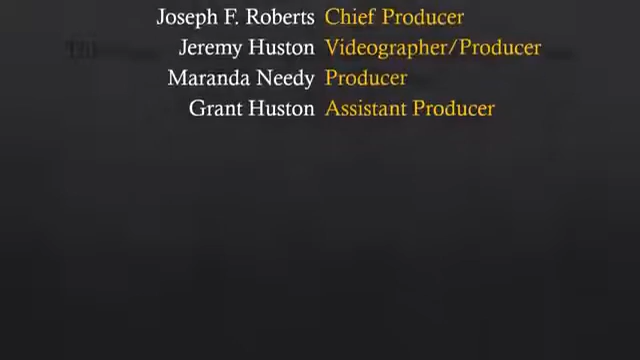 Joseph F. Roberts Chief Producer
Jeremy Huston Videographer/Producer
Maranda Needy Producer
Grant Huston Assistant Producer